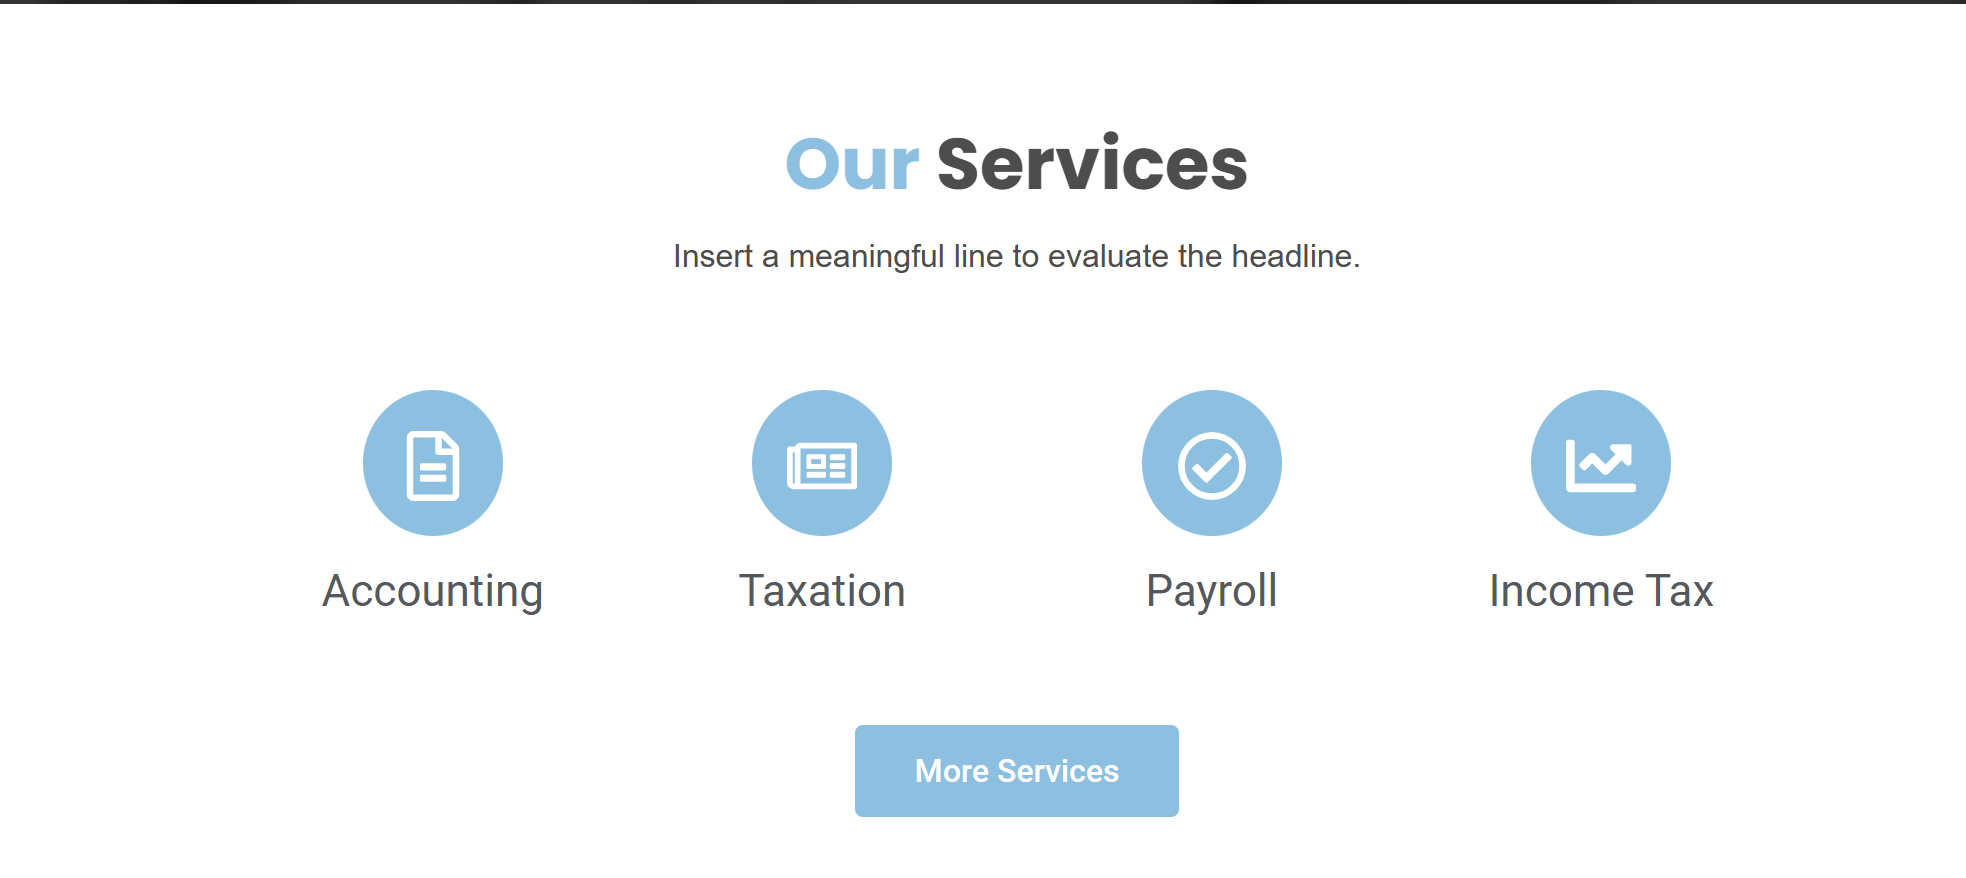 Our Services
Insert a meaningful line to evaluate the headline.
Accounting
Taxation
Payroll
Income Tax
More Services